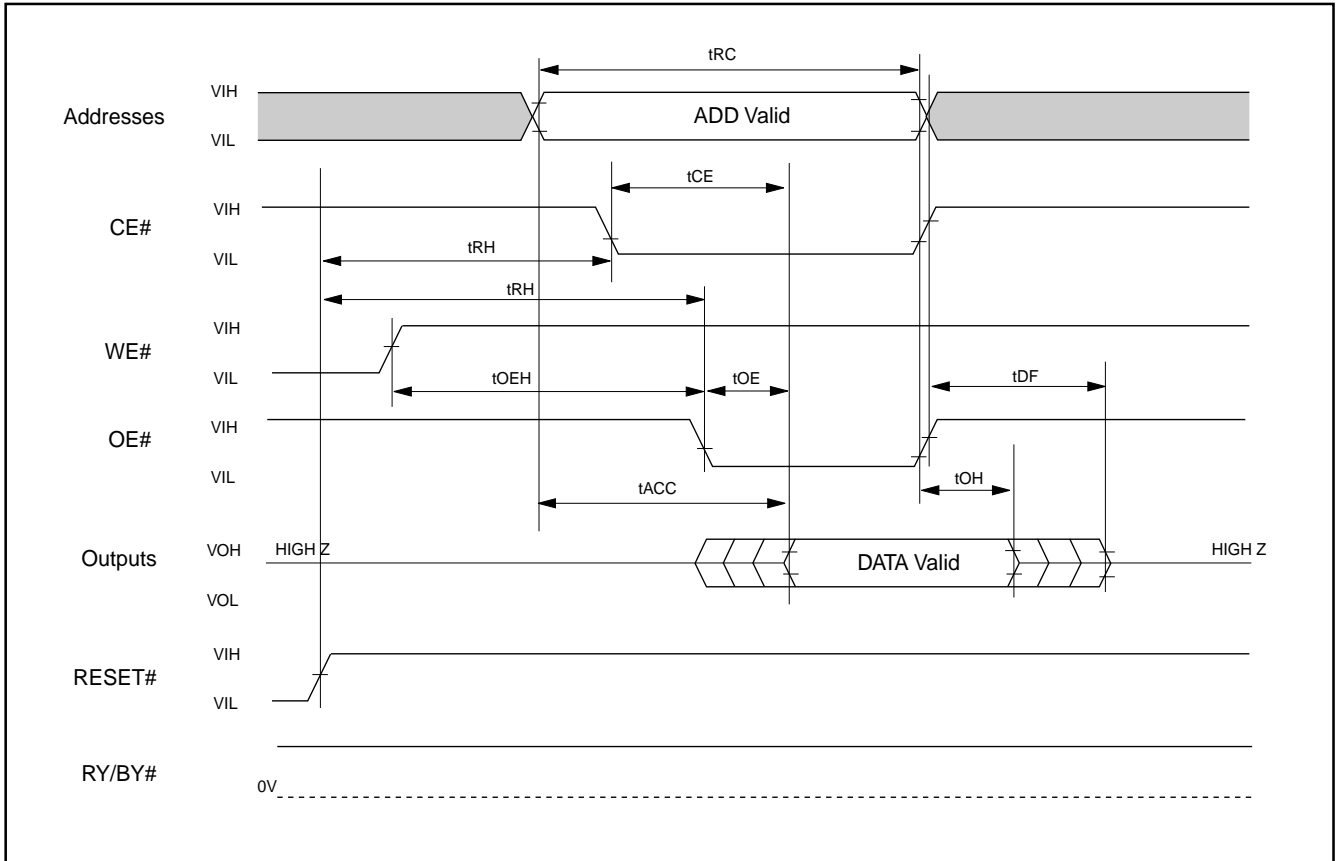 tRC
VIH
Addresses
ADD Valid
VIL
tCE
VIH
CE#
tRH
VIL
tRH
VIH
WE#
VIL
tOEH
tOE
tDF
VIH
OE#
VIL
tACC
tOH
Outputs
VOH
HIGH Z
DATA Valid
HIGH Z
VOL
VIH
RESET#
VIL
RY/BY#
0V